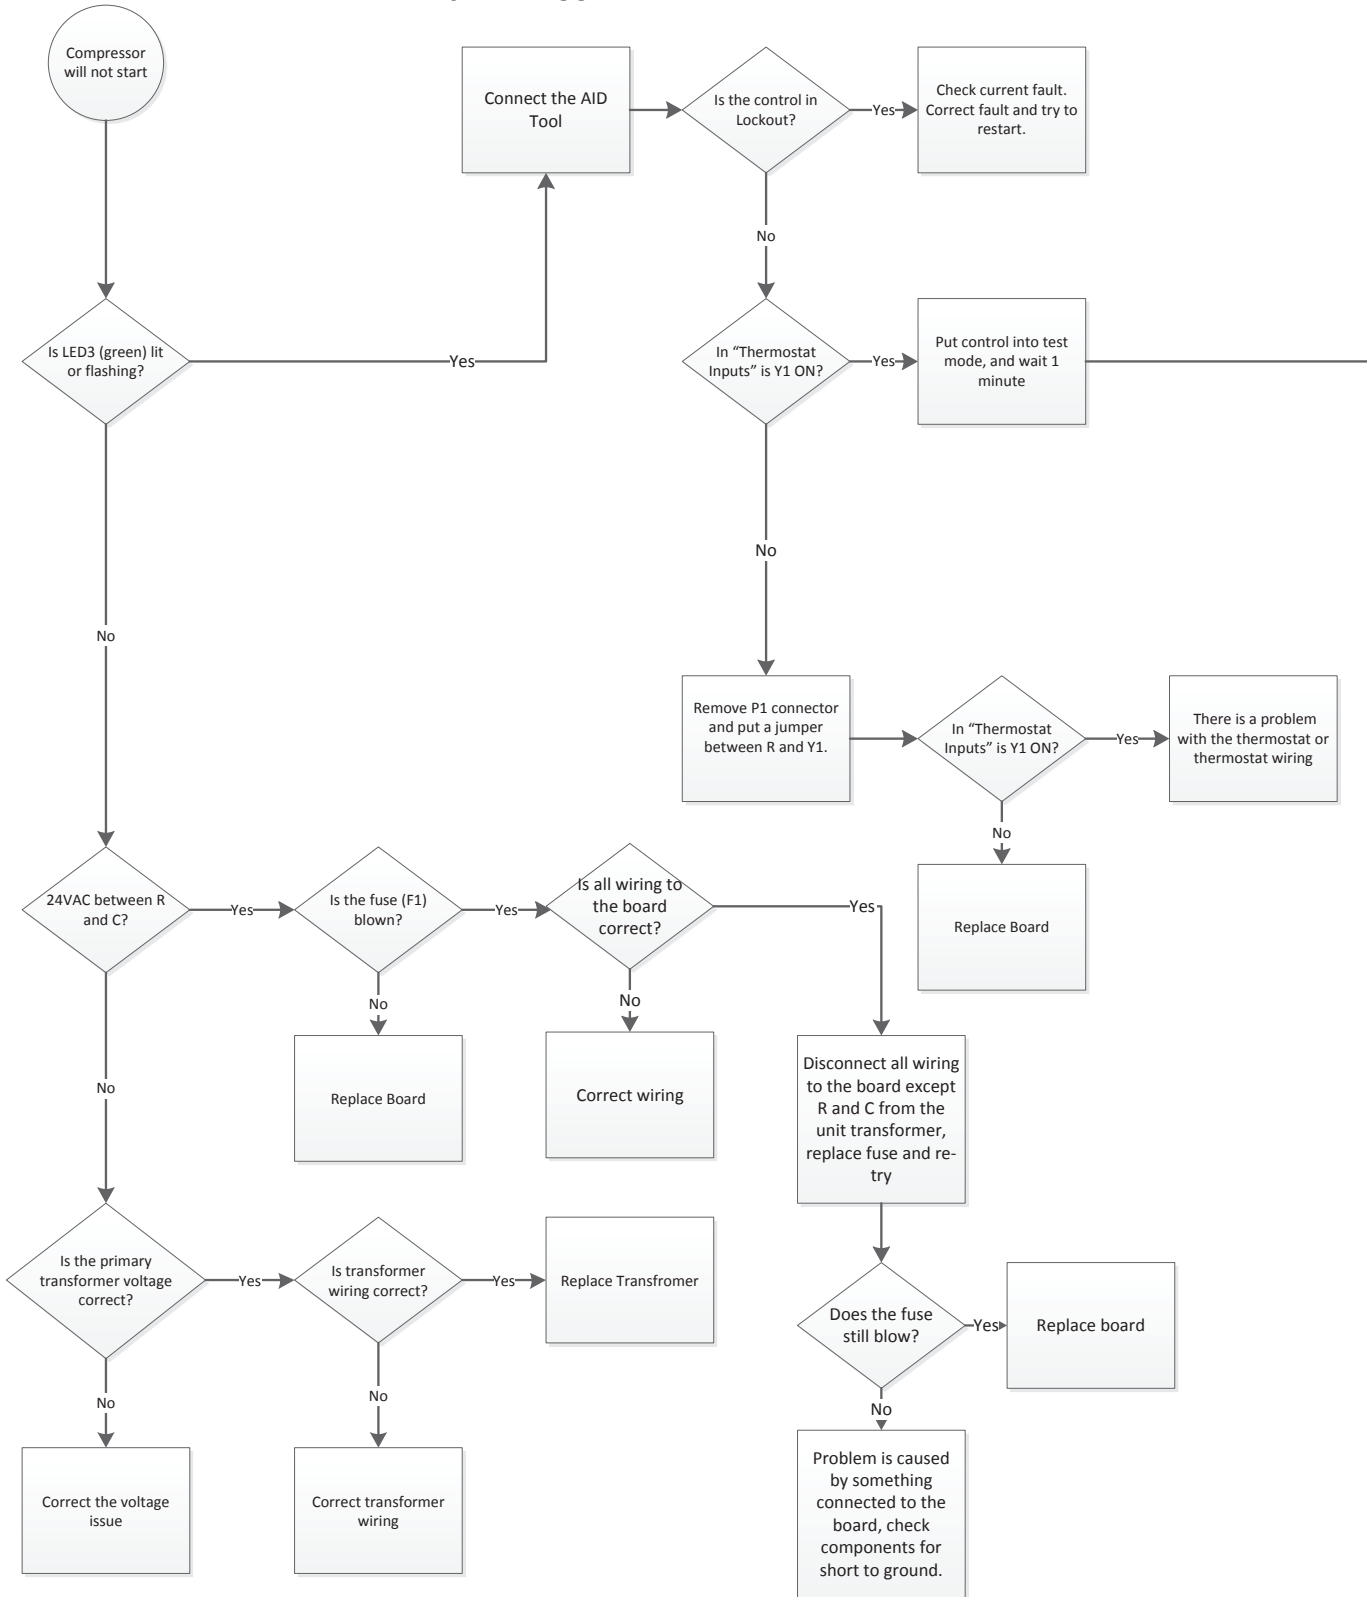 Compressor
will not start
Connect the AID
Tool
Is the control in
Lockout?
Yes
Check current fault.
Correct fault and try to
restart.
No
Is LED3 (green) lit
or flashing?
Yes
In “Thermostat
Inputs” is Y1 ON?
Yes
Put control into test
mode, and wait 1
minute
No
No
Remove P1 connector
and put a jumper
between R and Y1.
In “Thermostat
Inputs” is Y1 ON?
Yes
There is a problem
with the thermostat or
thermostat wiring
No
Replace Board
24VAC between R
and C?
Yes
Is the fuse (F1)
blown?
Yes
Is all wiring to
the board
correct?
Yes
No
Replace Board
No
Correct wiring
Disconnect all wiring
to the board except
R and C from the
unit transformer,
replace fuse and re-
try
No
Is the primary
transformer voltage
correct?
Yes
Is transformer
wiring correct?
Yes
Replace Transfromer
Does the fuse
still blow?
Yes
Replace board
No
Correct the voltage
issue
No
Correct transformer
wiring
No
Problem is caused
by something
connected to the
board, check
components for
short to ground.